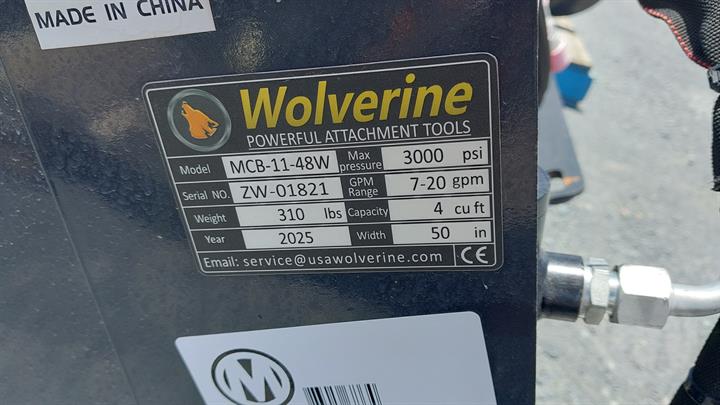 MADE IN CHINA
Wolverine
POWERFUL ATTACHMENT TOOLS
Model MCB-11-48W Max pressure 3000 psi
Serial NO. ZW-01821 GPM Range 7-20 gpm
Weight 310 lbs Capacity 4 cu ft
Year 2025 Width 50 in
Email: service@usawolverine.com CE
M